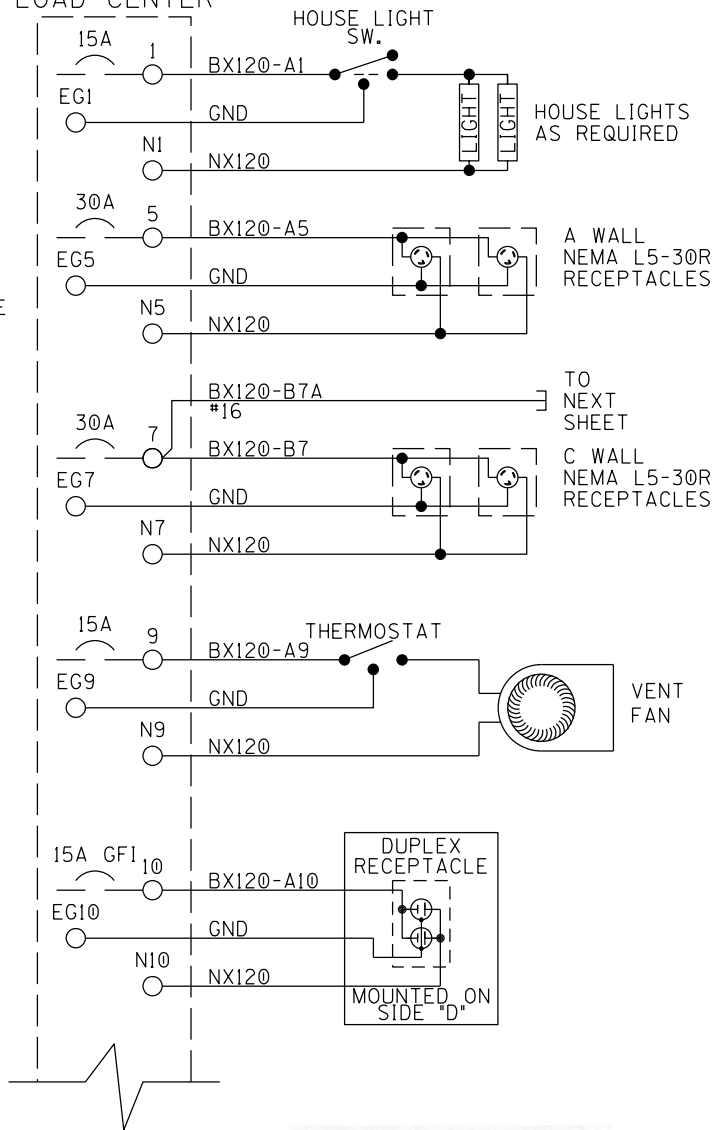 LOAD CENTER
HOUSE LIGHT
SW.
15A
1
BX120-A1
EG1
GND
LIGHT
LIGHT
HOUSE LIGHTS
AS REQUIRED
N1
NX120
30A
5
BX120-A5
A WALL
NEMA L5-30R
RECEPTACLES
EG5
GND
E
N5
NX120
BX120-B7A
#16
TO
NEXT
SHEET
30A
7
BX120-B7
C WALL
NEMA L5-30R
RECEPTACLES
EG7
GND
N7
NX120
15A
9
THERMOSTAT
BX120-A9
EG9
GND
VENT
FAN
N9
NX120
15A GFI
10
DUPLEX
RECEPTACLE
BX120-A10
EG10
GND
N10
NX120
MOUNTED ON
SIDE "D"